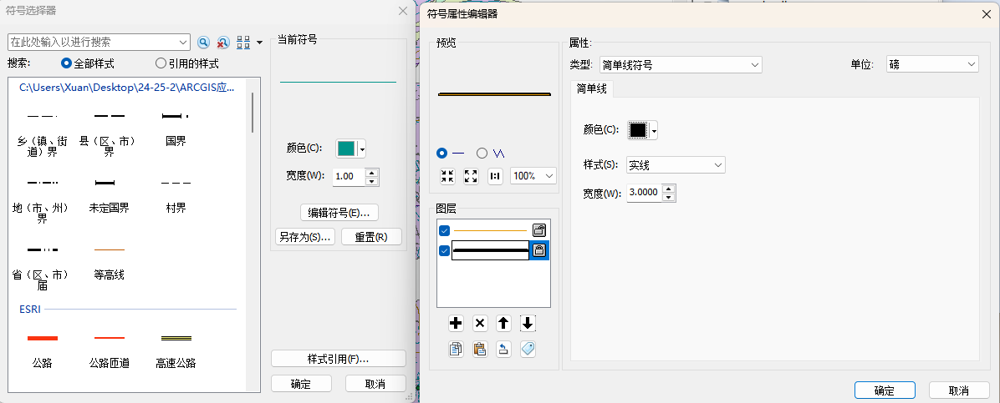 符号选择器
在此处输入以进行搜索
搜索:
全部样式
引用的样式
C:\Users\Xuan\Desktop\24-25-2\ARCGIS应...
乡（镇、街道）界
县（区、市）界
国界
地（市、州）界
未定国界
村界
省（区、市）届
等高线
ESRI
公路
公路匝道
高速公路
当前符号
颜色(C):
宽度(W):
1.00
编辑符号(E)...
另存为(S)...
重置(R)
样式引用(F)...
确定
取消
符号属性编辑器
预览
100%
图层
属性:
类型:
简单线符号
单位:
磅
简单线
颜色(C):
样式(S):
实线
宽度(W):
3.0000
确定
取消